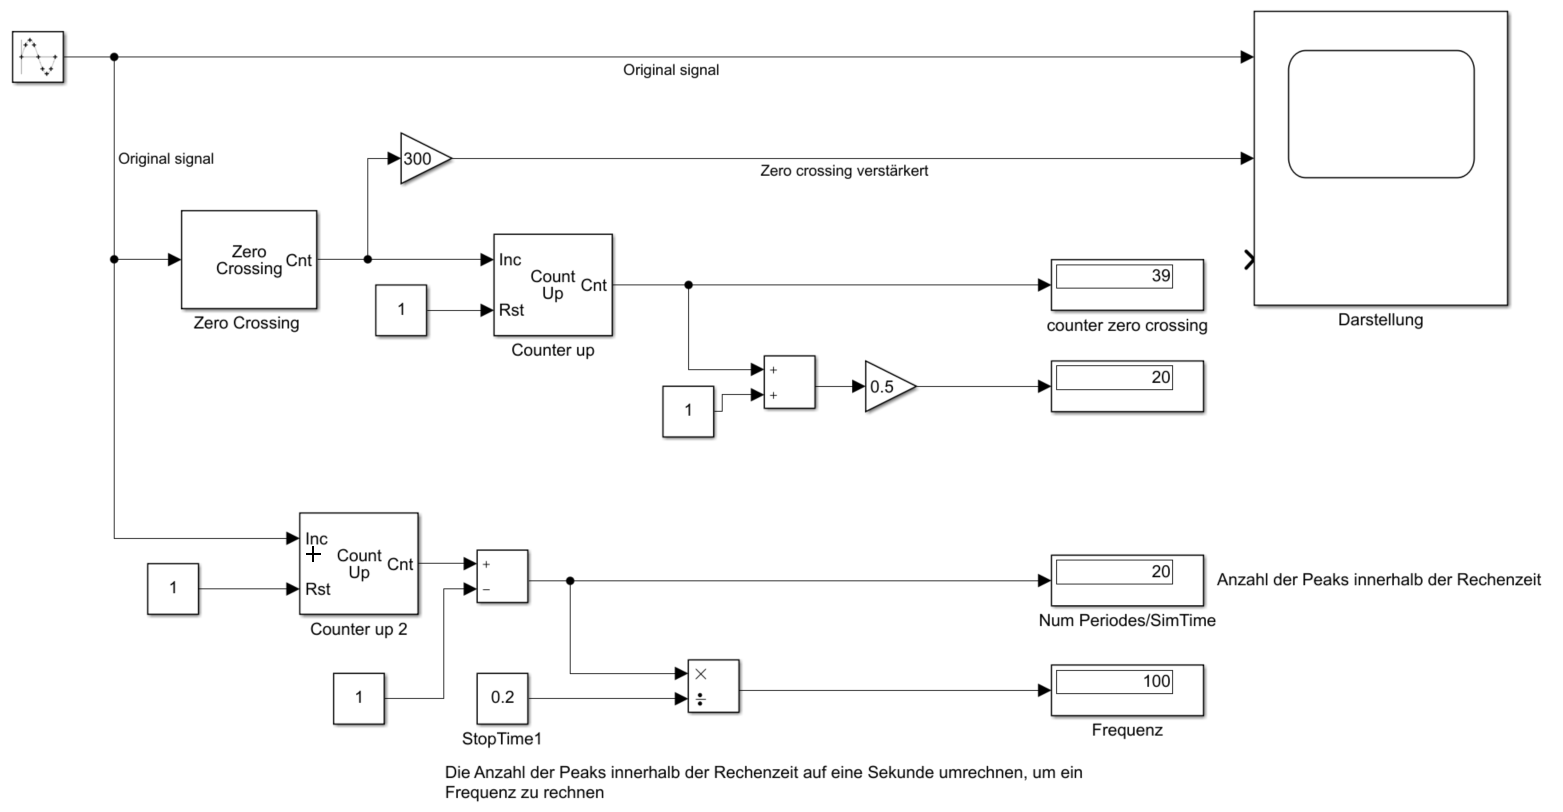 Original signal
Original signal
300
Zero crossing verstärkert
Zero
Crossing
Cnt
Zero Crossing
Inc
Count
Up
Cnt
Rst
Counter up
1
39
counter zero crossing
Darstellung
1
+
+
0.5
20
Inc
Count
Up
Cnt
Rst
Counter up 2
1
+
−
20
Num Periodes/SimTime
Anzahl der Peaks innerhalb der Rechenzeit
1
0.2
StopTime1
×
÷
100
Frequenz
Die Anzahl der Peaks innerhalb der Rechenzeit auf eine Sekunde umrechnen, um ein
Frequenz zu rechnen